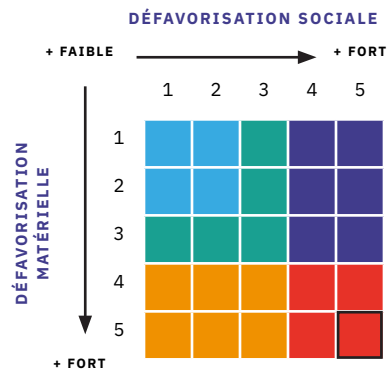 DÉFAVORISATION SOCIALE
+ FAIBLE
+ FORT
1 2 3 4 5
DÉFAVORISATION
MATÉRIELLE
1
2
3
4
5
+ FORT